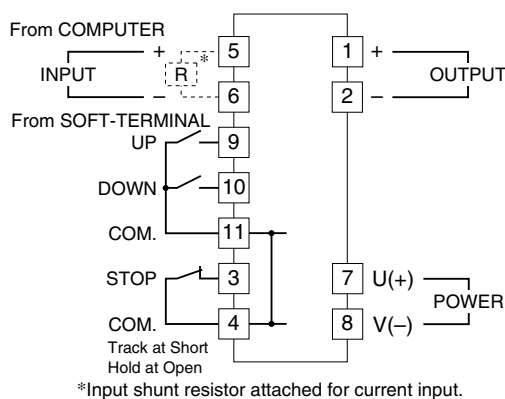 From COMPUTER
INPUT
+
–
R
*
5
6
From SOFT-TERMINAL
UP
9
DOWN
10
COM.
11
STOP
3
COM.
4
Track at Short
Hold at Open
1
+
2
–
OUTPUT
7
U(+)
8
V(–)
POWER
*Input shunt resistor attached for current input.